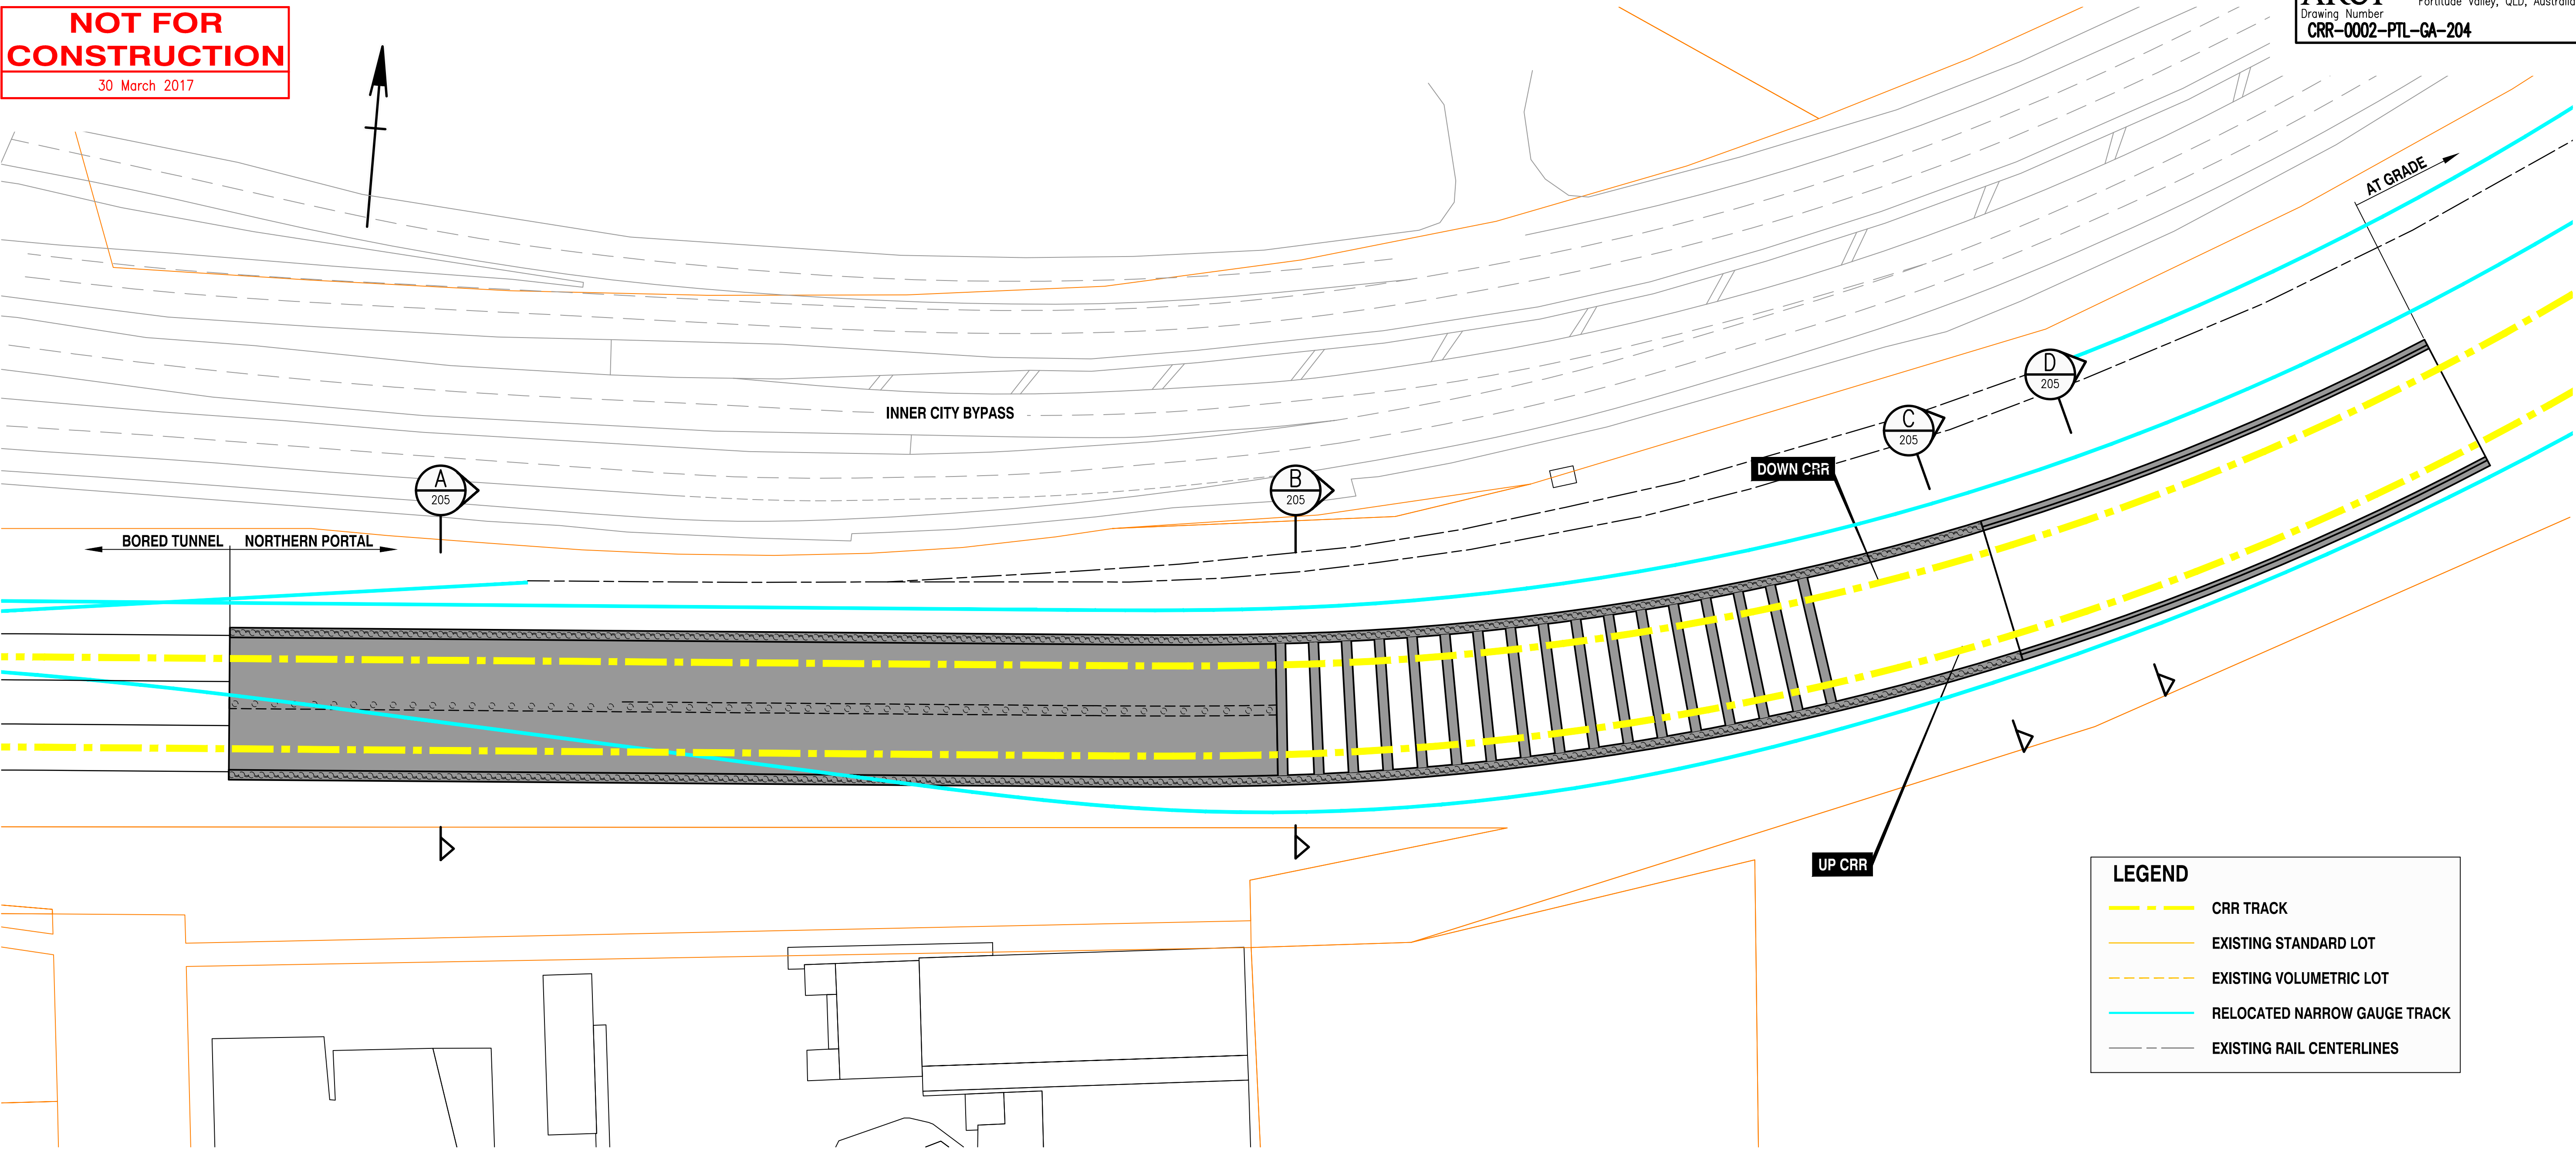 NOT FOR
CONSTRUCTION
30 March 2017
Fortitude Valley, QLD, Australia
Drawing Number
CRR-0002-PTL-GA-204
AT GRADE
INNER CITY BYPASS
D
205
C
205
DOWN CRR
A
205
B
205
BORED TUNNEL
NORTHERN PORTAL
UP CRR
LEGEND
CRR TRACK
EXISTING STANDARD LOT
EXISTING VOLUMETRIC LOT
RELOCATED NARROW GAUGE TRACK
EXISTING RAIL CENTERLINES